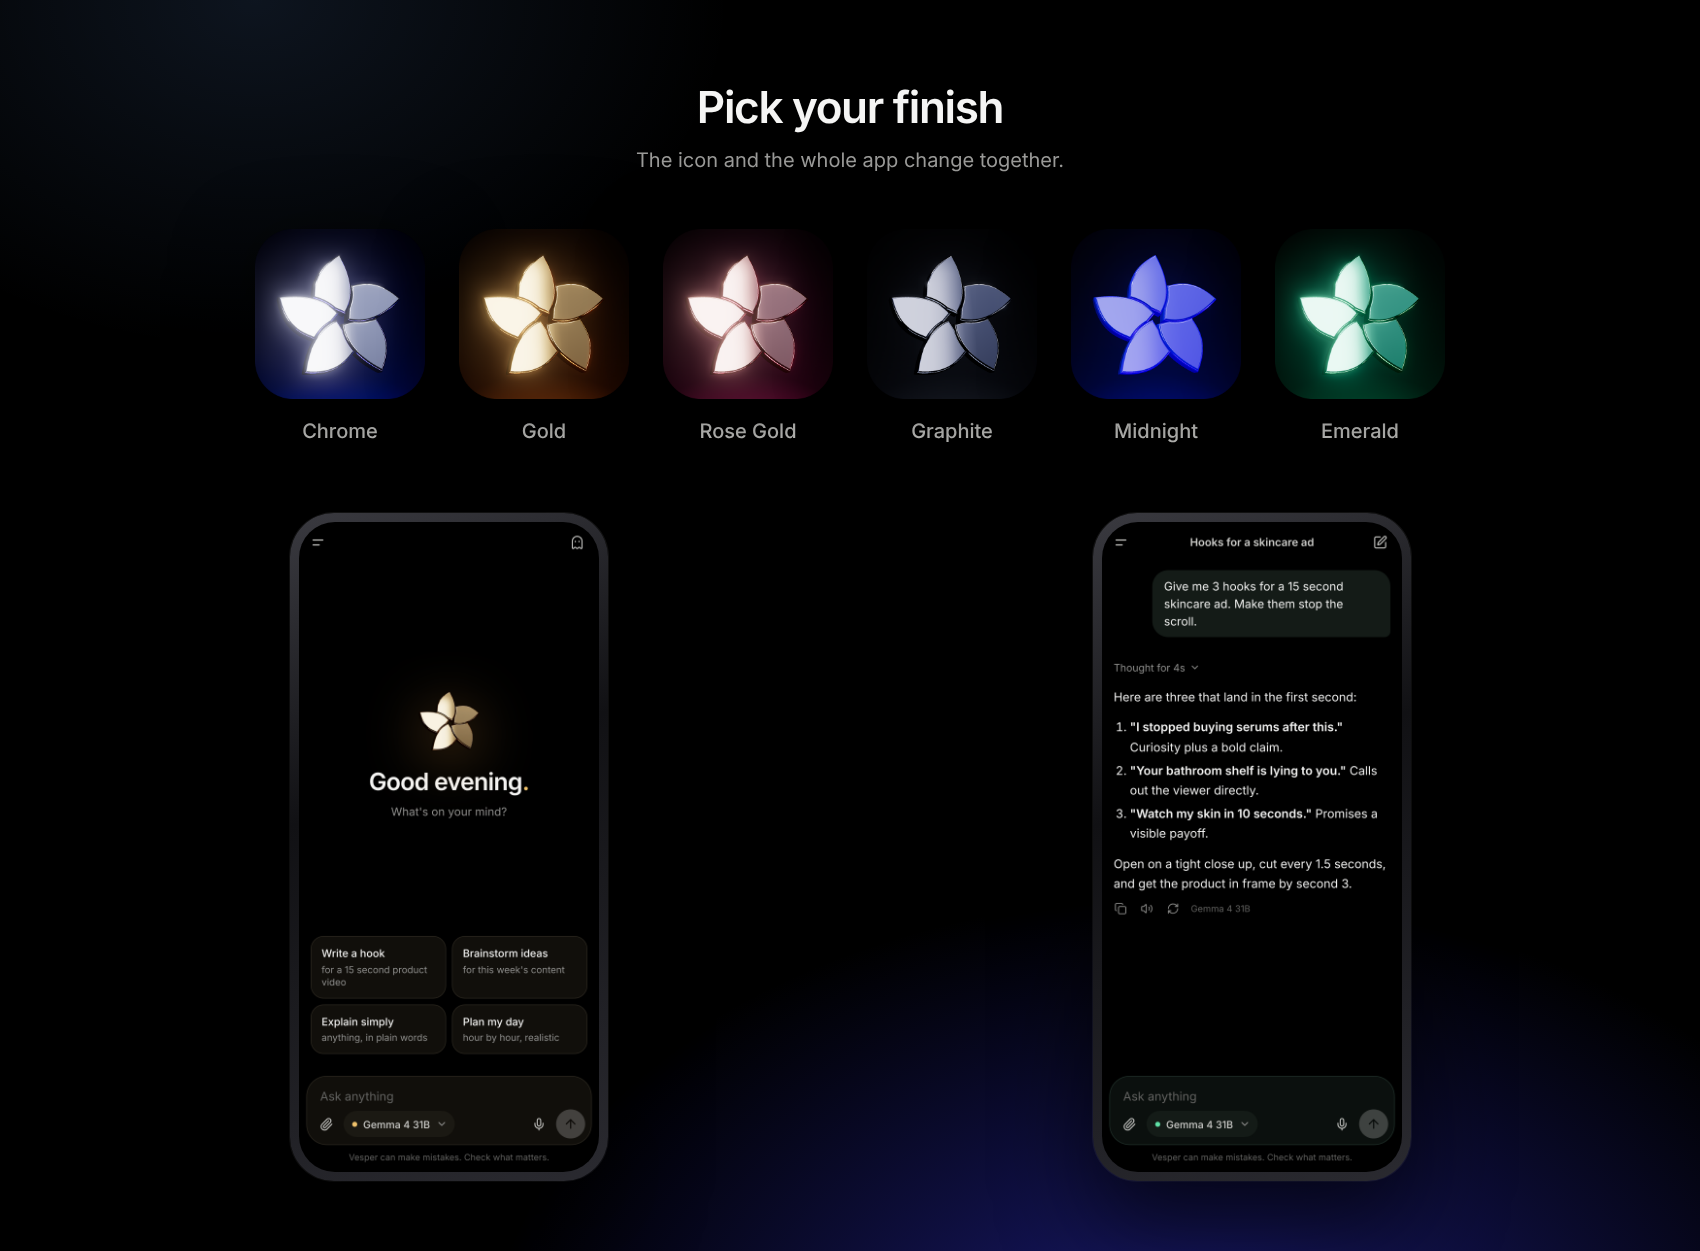 Pick your finish
The icon and the whole app change together.
Chrome
Gold
Rose Gold
Graphite
Midnight
Emerald
Good evening.
What's on your mind?
Write a hook
for a 15 second product
video
Brainstorm ideas
for this week's content
Explain simply
anything, in plain words
Plan my day
hour by hour, realistic
Ask anything
Gemma 4 31B
Vesper can make mistakes. Check what matters.
Hooks for a skincare ad
Give me 3 hooks for a 15 second
skincare ad. Make them stop the
scroll.
Thought for 4s
Here are three that land in the first second:
1. "I stopped buying serums after this."
Curiosity plus a bold claim.
2. "Your bathroom shelf is lying to you." Calls
out the viewer directly.
3. "Watch my skin in 10 seconds." Promises a
visible payoff.
Open on a tight close up, cut every 1.5 seconds,
and get the product in frame by second 3.
Gemma 4 31B
Ask anything
Gemma 4 31B
Vesper can make mistakes. Check what matters.